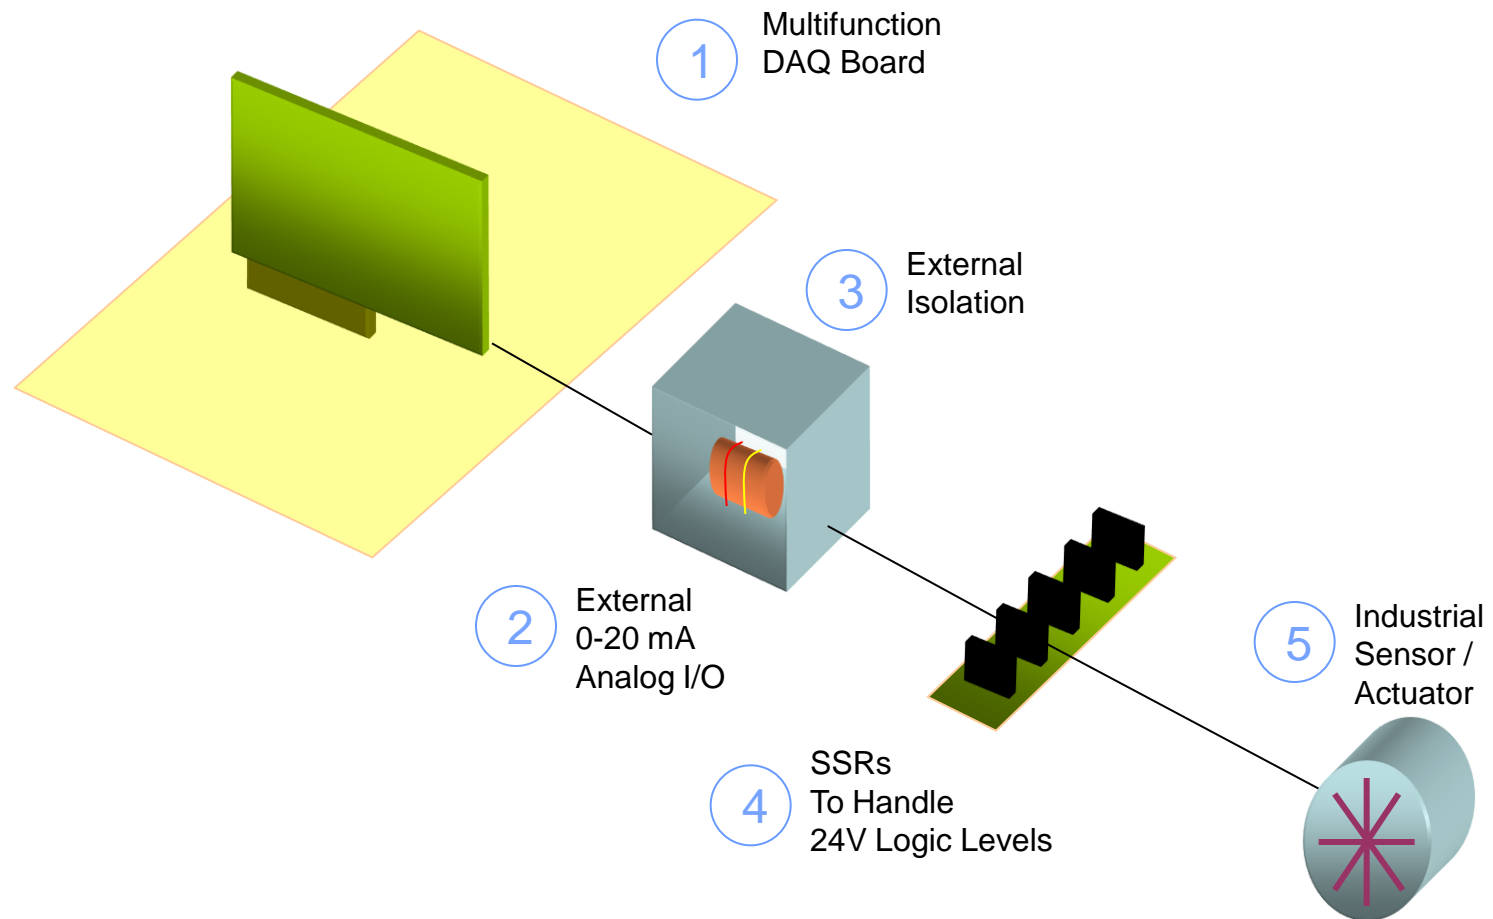 1
Multifunction
DAQ Board
3
External
Isolation
2
External
0-20 mA
Analog I/O
5
Industrial
Sensor /
Actuator
4
SSRs
To Handle
24V Logic Levels